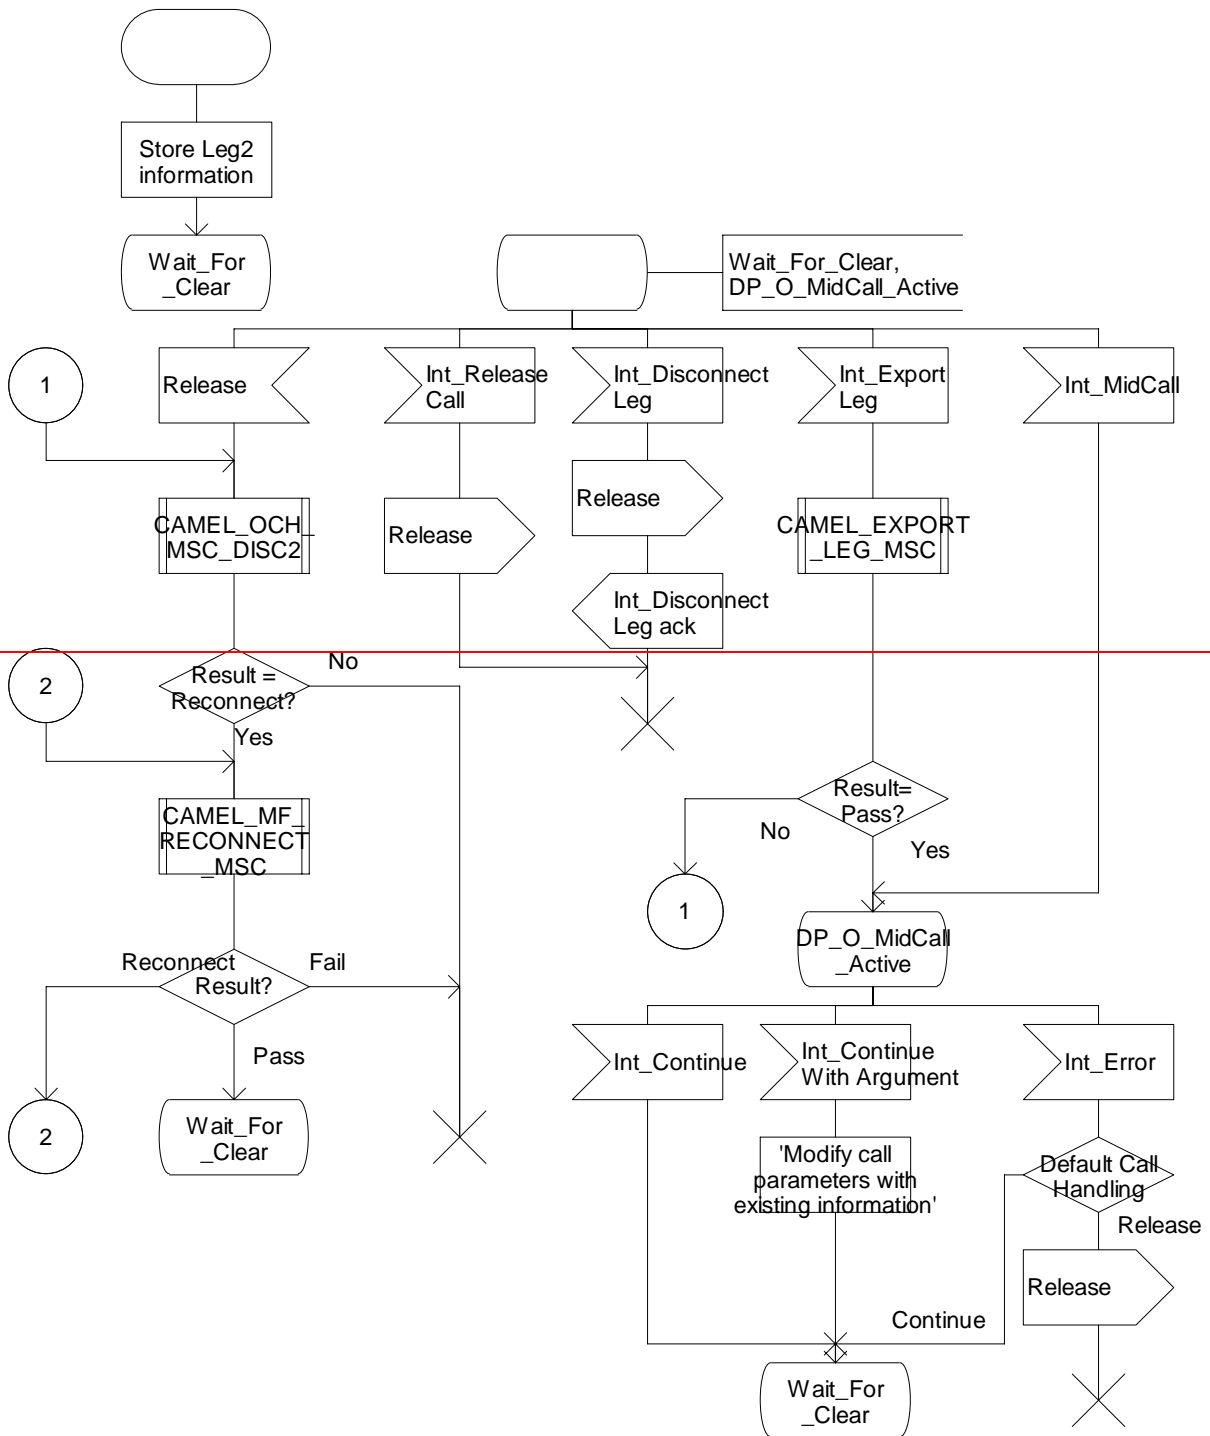 Store Leg2
information
Wait_For
_Clear
Wait_For_Clear,
DP_O_MidCall_Active
1
Release
Int_Release
Call
Int_Disconnect
Leg
Int_Export
Leg
Int_MidCall
CAMEL_OCH_
MSC_DISC2
Release
Release
CAMEL_EXPORT
_LEG_MSC
Int_Disconnect
Leg ack
2
Result =
Reconnect?
No
Yes
CAMEL_MF_
RECONNECT
_MSC
Result=
Pass?
No
Yes
1
DP_O_MidCall
_Active
Reconnect
Result?
Fail
Pass
2
Wait_For
_Clear
Int_Continue
Int_Continue
With Argument
Int_Error
'Modify call
parameters with
existing information'
Default Call
Handling
Release
Release
Continue
Wait_For
_Clear